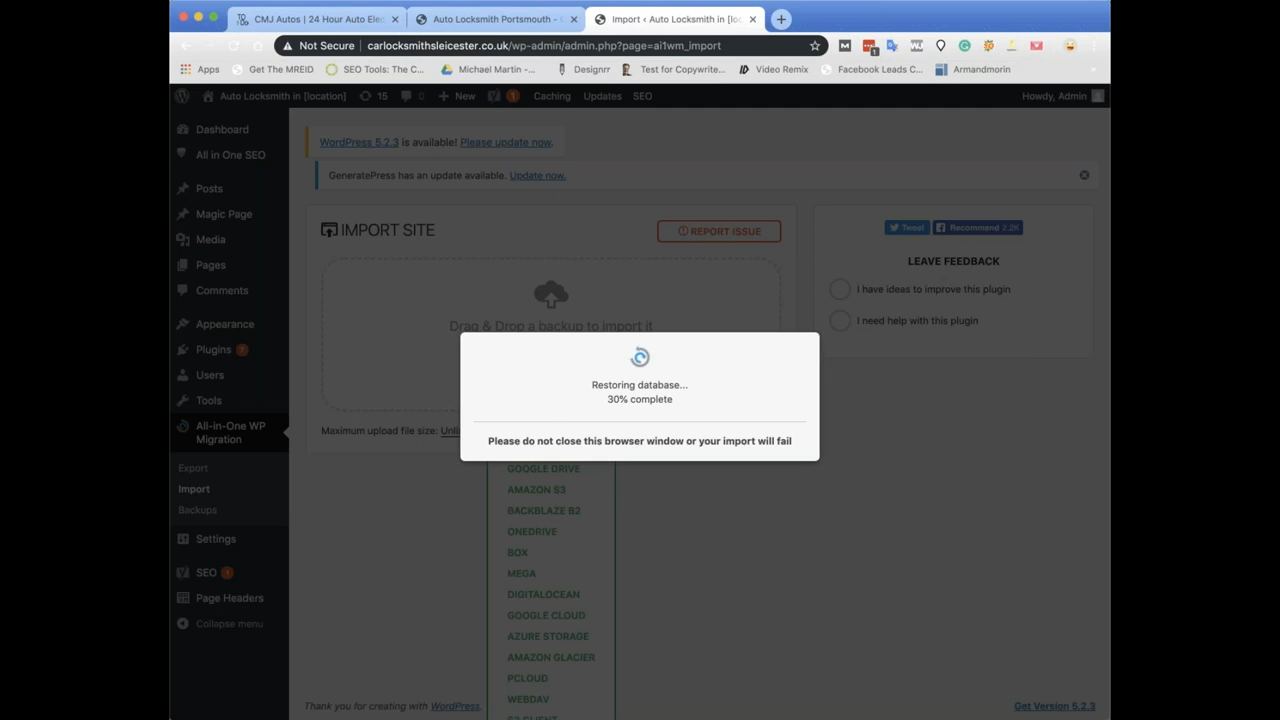 CMJ Autos | 24 Hour Auto Elec
Auto Locksmith Portsmouth -
Import ‹ Auto Locksmith in [loc
Not Secure | carlocksmithsleicester.co.uk/wp-admin/admin.php?page=ai1wm_import
Apps
Get The MREID
SEO Tools: The C...
Michael Martin -...
Designrr
Test for Copywrite...
Video Remix
Facebook Leads C...
Armandmorin
»
Auto Locksmith in [location]
15
0
+ New
1
Caching
Updates
SEO
Howdy, Admin
Dashboard
All in One SEO
Posts
Magic Page
Media
Pages
Comments
Appearance
Plugins 7
Users
Tools
All-in-One WP
Migration
Export
Import
Backups
Settings
SEO 1
Page Headers
Collapse menu
WordPress 5.2.3 is available! Please update now.
GeneratePress has an update available. Update now.
IMPORT SITE
REPORT ISSUE
Drag & Drop a backup to import it
Restoring database...
30% complete
Please do not close this browser window or your import will fail
Maximum upload file size:
GOOGLE DRIVE
AMAZON S3
BACKBLAZE B2
ONEDRIVE
BOX
MEGA
DIGITALOCEAN
GOOGLE CLOUD
AZURE STORAGE
AMAZON GLACIER
PCLOUD
WEBDAV
S3 CLIENT
Tweet
Recommend 2.2K
LEAVE FEEDBACK
I have ideas to improve this plugin
I need help with this plugin
Thank you for creating with WordPress.
Get Version 5.2.3